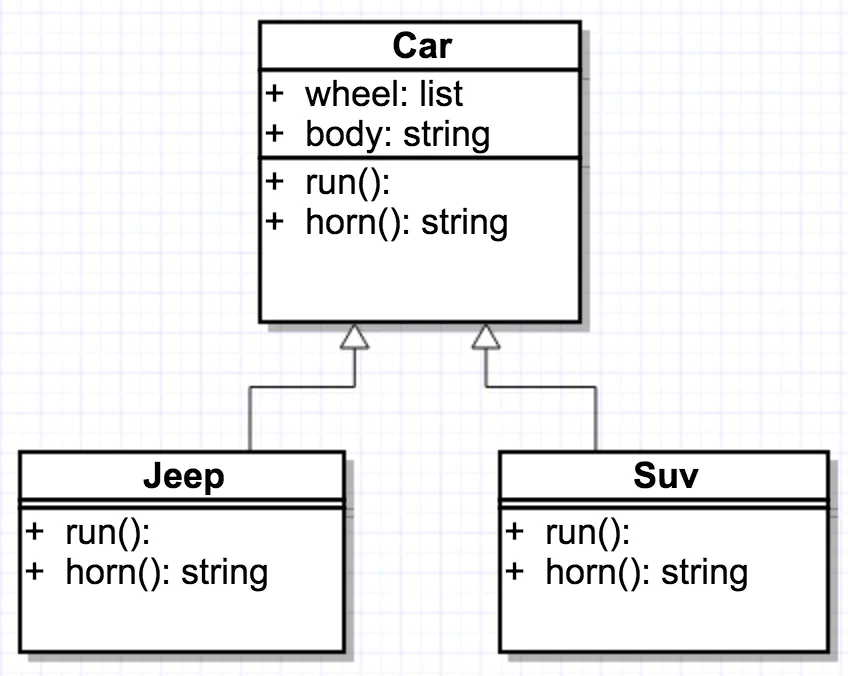 Car
+ wheel: list
+ body: string
+ run():
+ horn(): string
Jeep
+ run():
+ horn(): string
Suv
+ run():
+ horn(): string